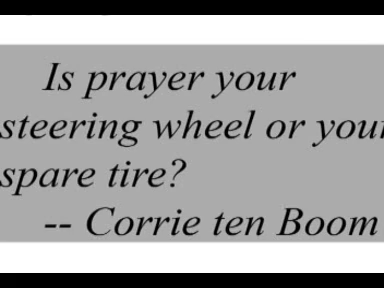 Is prayer your
steering wheel or your
spare tire?
-- Corrie ten Boom